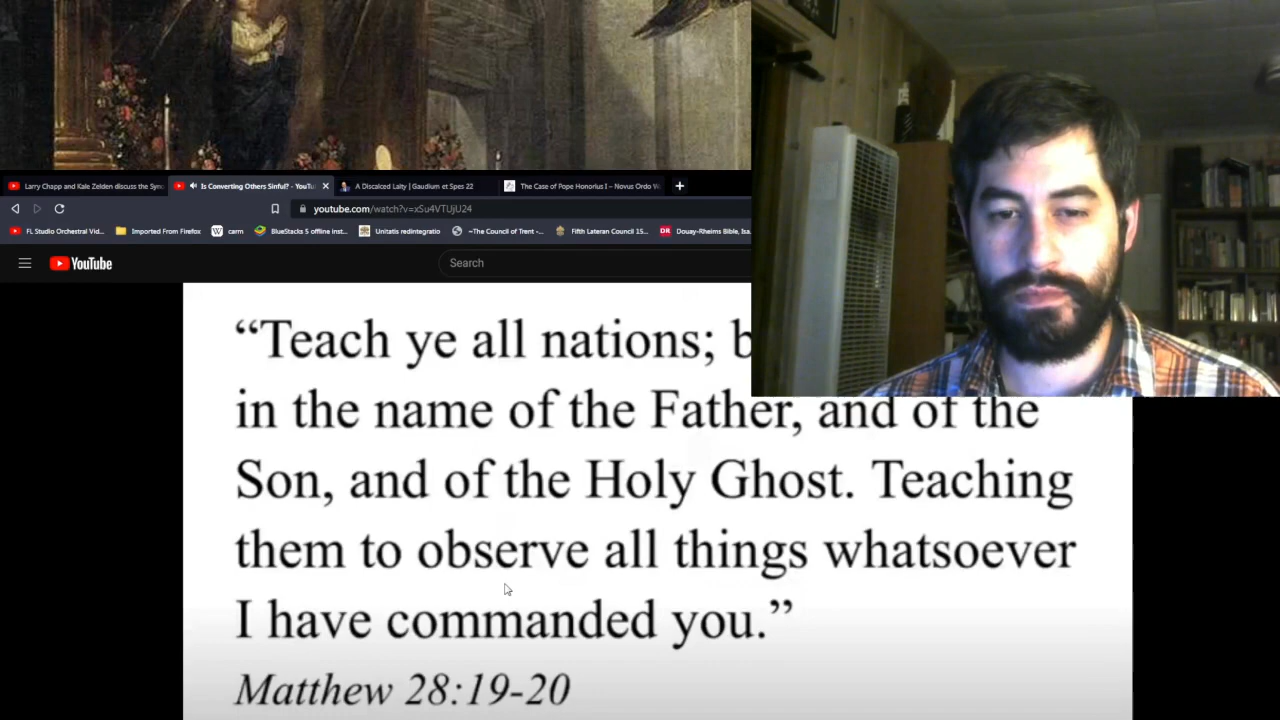 Larry Chapp and Kale Zelden discuss the Syn
Is Converting Others Sinful? - YouTu
A Discalced Laity | Gaudium et Spes 22
The Case of Pope Honorius I – Novus Ordo W
youtube.com/watch?v=xSu4VTUjU24
FL Studio Orchestral Vid...
Imported From Firefox
carm
BlueStacks 5 offline inst...
Unitatis redintegratio
~The Council of Trent -...
Fifth Lateran Council 15...
Douay-Rheims Bible, Isa.
YouTube
Search
“Teach ye all nations; b
in the name of the Father, and of the
Son, and of the Holy Ghost. Teaching
them to observe all things whatsoever
I have commanded you.”
Matthew 28:19-20